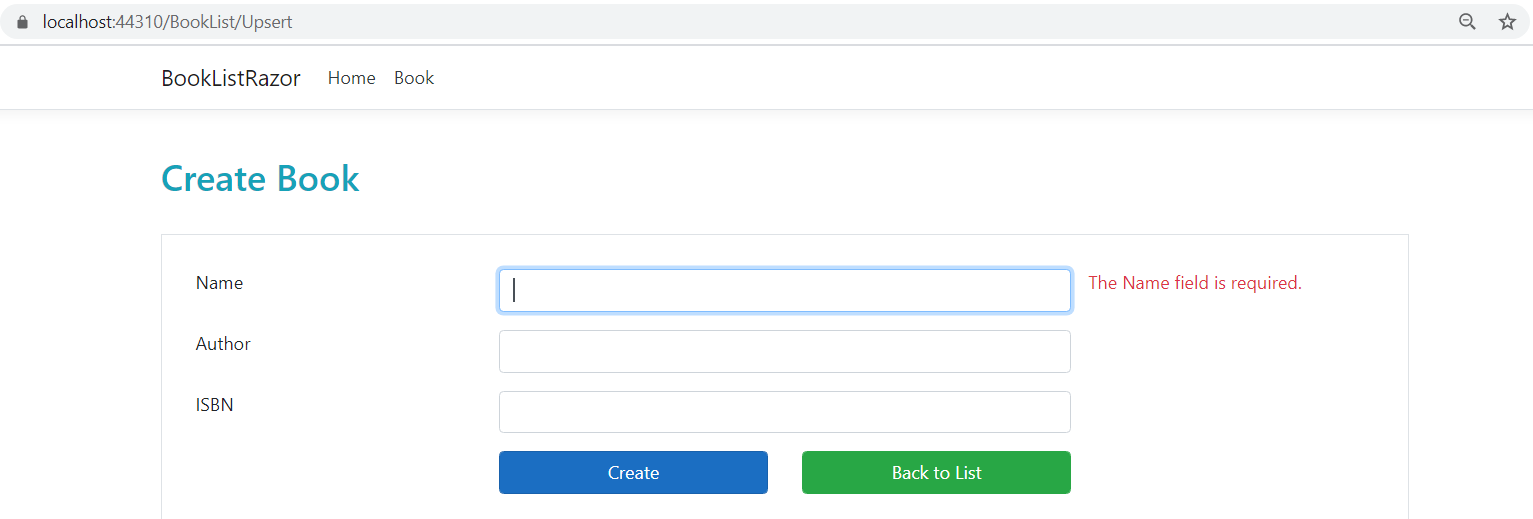 localhost:44310/BookList/Upsert
BookListRazor Home Book
Create Book
Name The Name field is required.
Author
ISBN
Create Back to List